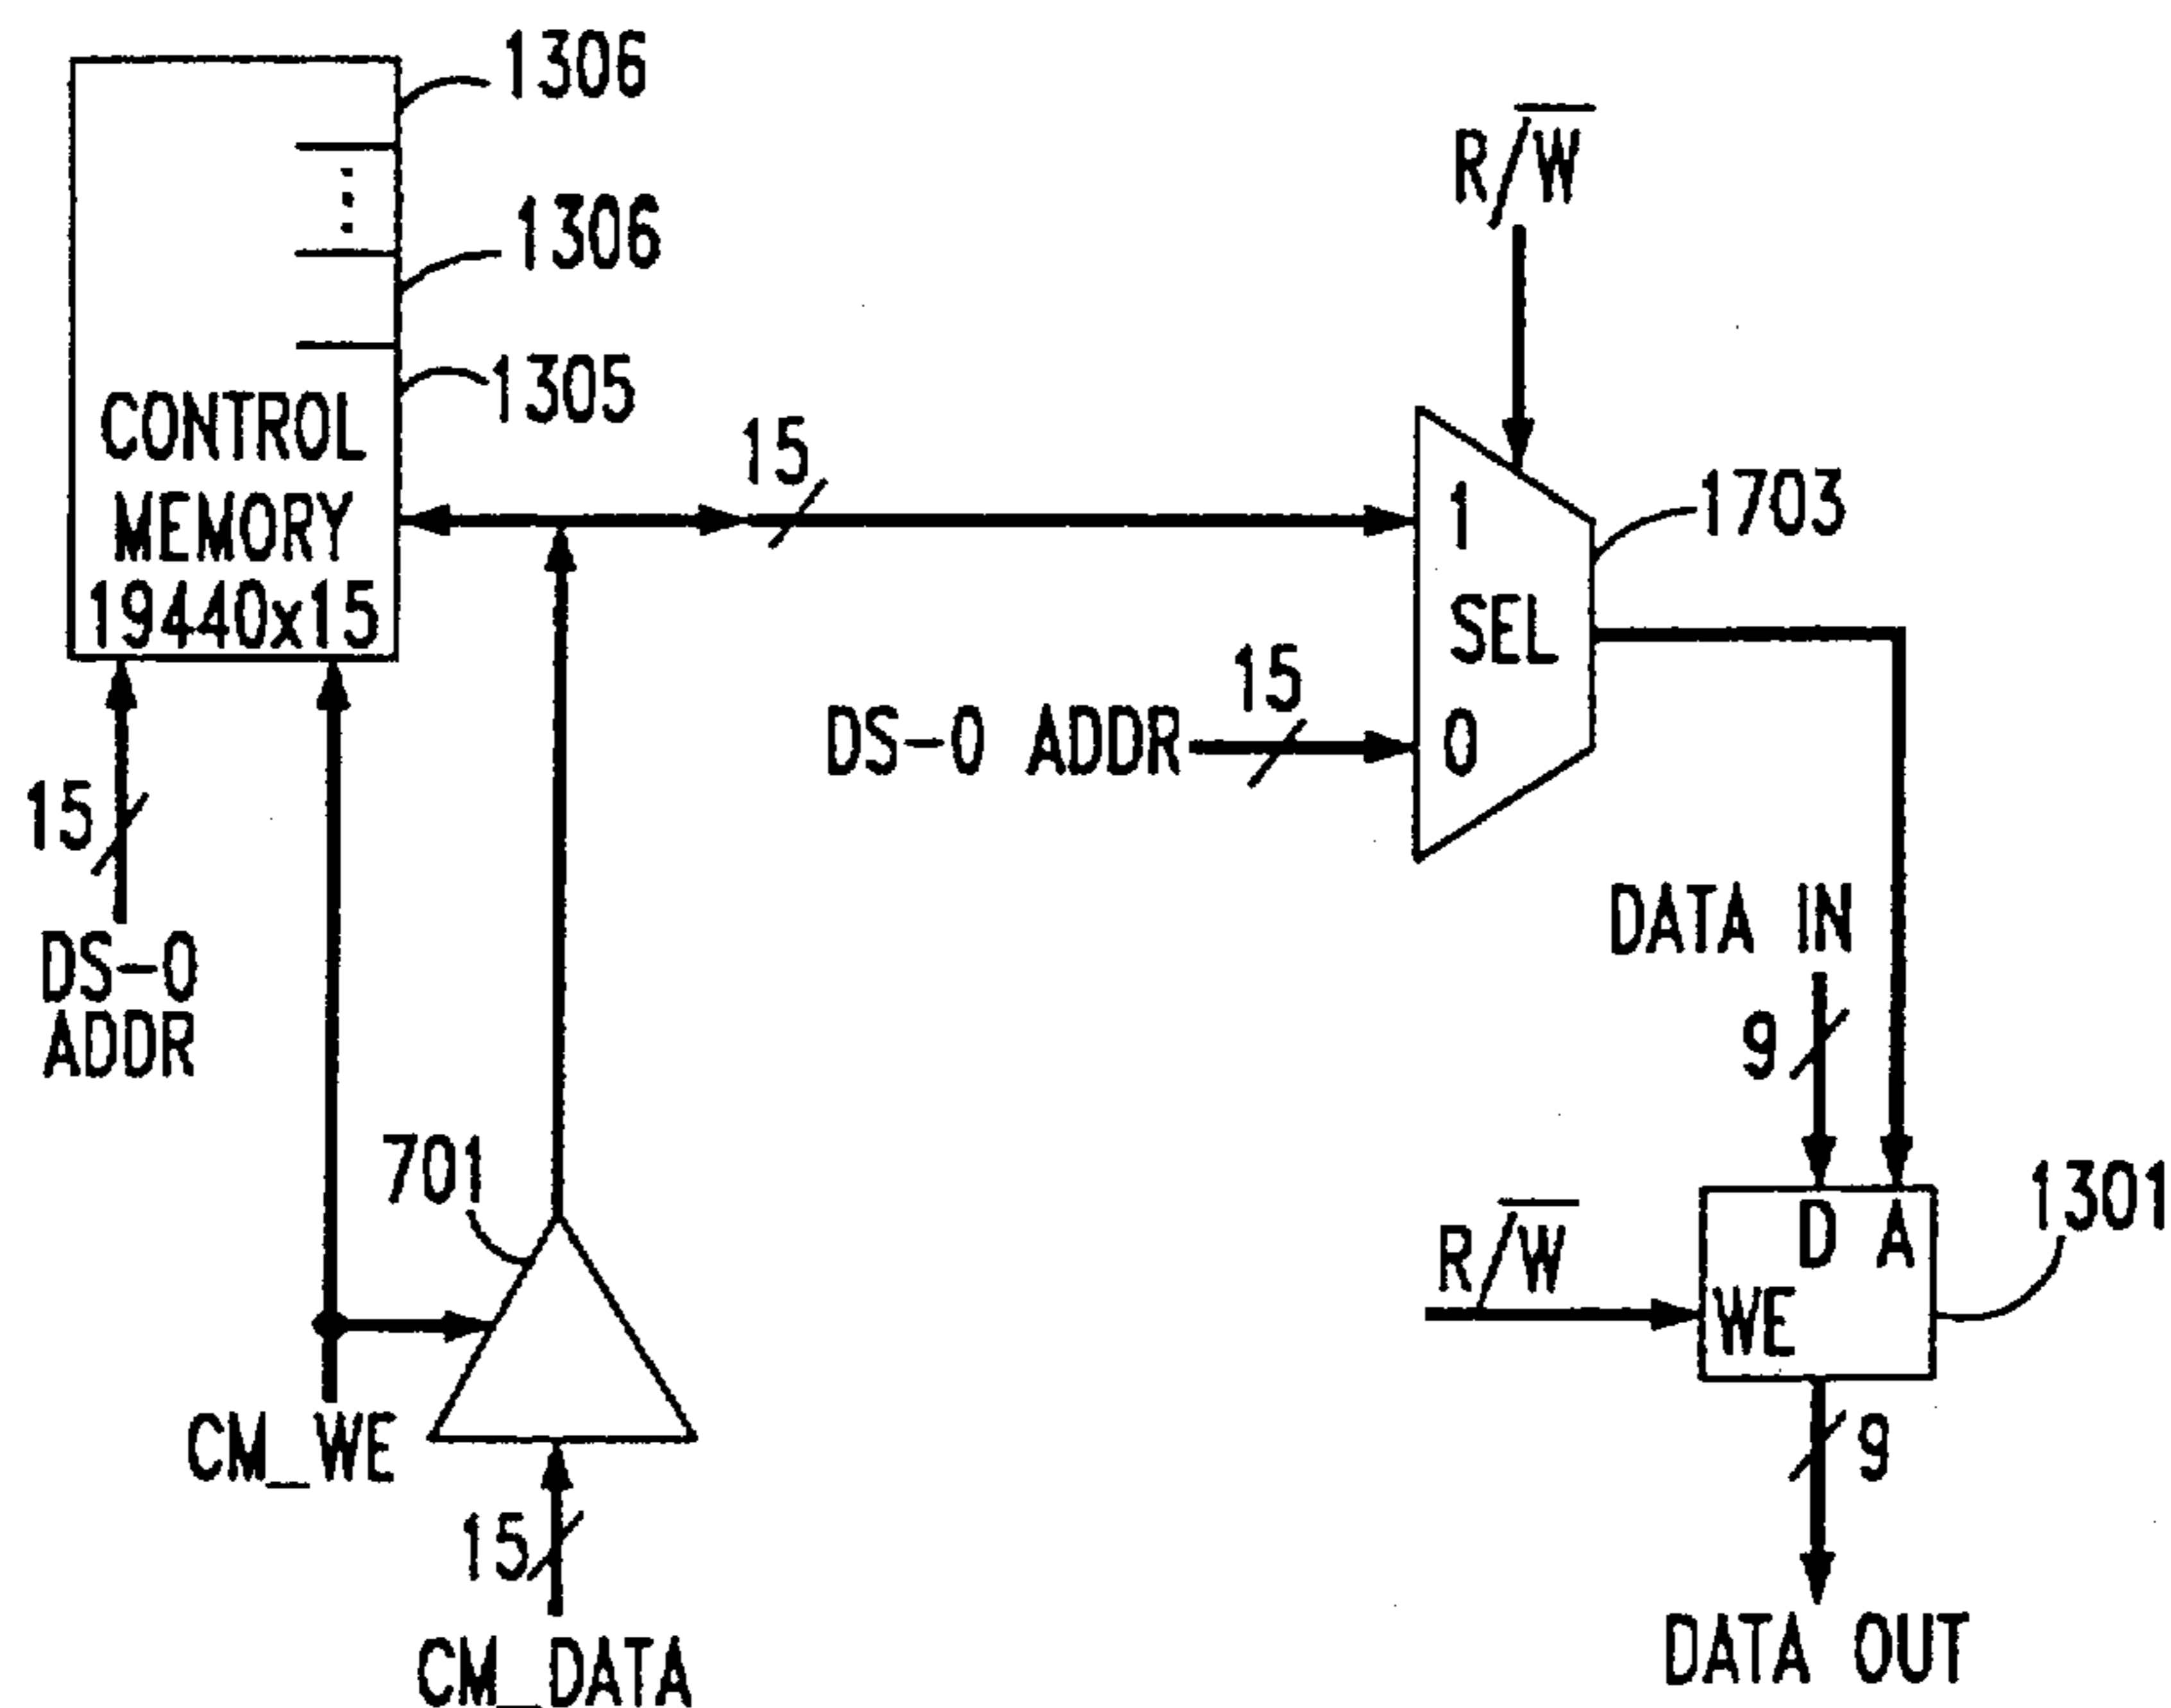 1306
1306
1305
CONTROL
MEMORY
19440x15
15
R/W̅
1
SEL
0
1703
DS-0 ADDR
15
15
DS-0
ADDR
DATA IN
9
701
D A
WE
1301
R/W̅
CM_WE
9
15
CM_DATA
DATA OUT